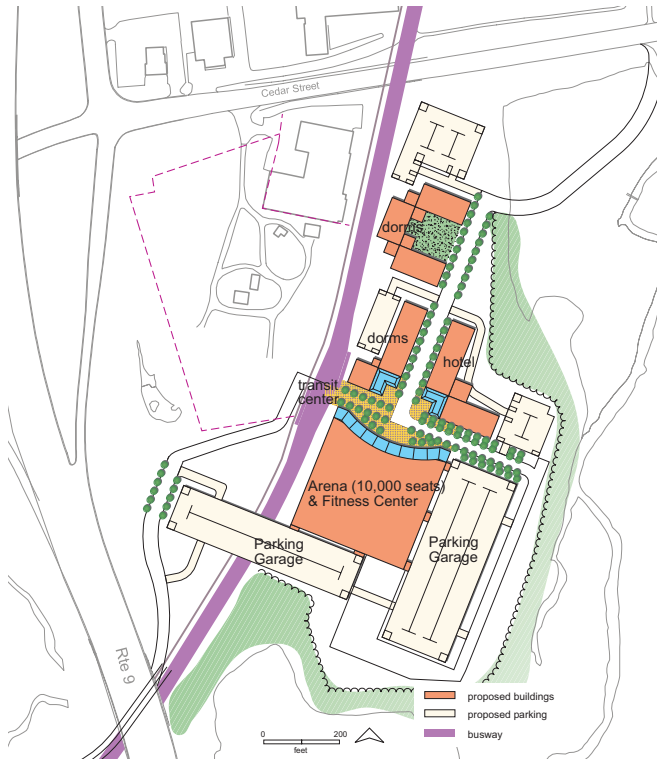 Cedar Street
dorms
dorms
hotel
transit
center
Arena (10,000 seats)
& Fitness Center
Parking
Garage
Parking
Garage
Rte 9
proposed buildings
proposed parking
busway
0 200
feet